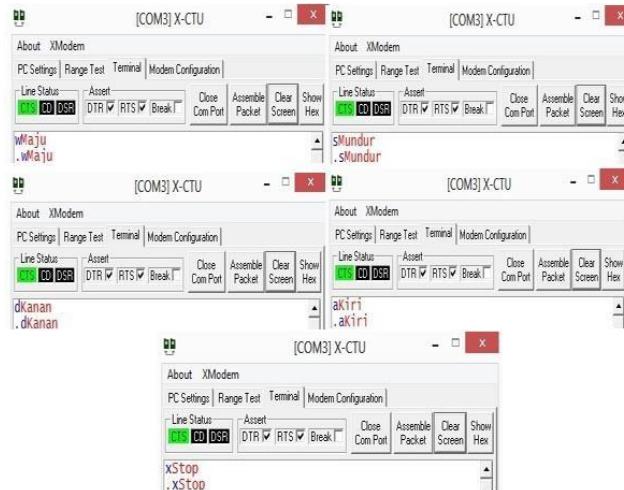 [COM3] X-CTU
About XModem
PC Settings Range Test Terminal Modem Configuration
Line Status
Assert
CTS CD DSR
DTR RTS Break
Close Com Port
Assemble Packet
Clear Screen
Show Hex
wMaju
.wMaju
[COM3] X-CTU
About XModem
PC Settings Range Test Terminal Modem Configuration
Line Status
Assert
CTS CD DSR
DTR RTS Break
Close Com Port
Assemble Packet
Clear Screen
Show Hex
sMundur
.sMundur
[COM3] X-CTU
About XModem
PC Settings Range Test Terminal Modem Configuration
Line Status
Assert
CTS CD DSR
DTR RTS Break
Close Com Port
Assemble Packet
Clear Screen
Show Hex
dKanan
.dKanan
[COM3] X-CTU
About XModem
PC Settings Range Test Terminal Modem Configuration
Line Status
Assert
CTS CD DSR
DTR RTS Break
Close Com Port
Assemble Packet
Clear Screen
Show Hex
aKiri
.aKiri
[COM3] X-CTU
About XModem
PC Settings Range Test Terminal Modem Configuration
Line Status
Assert
CTS CD DSR
DTR RTS Break
Close Com Port
Assemble Packet
Clear Screen
Show Hex
xStop
.xStop